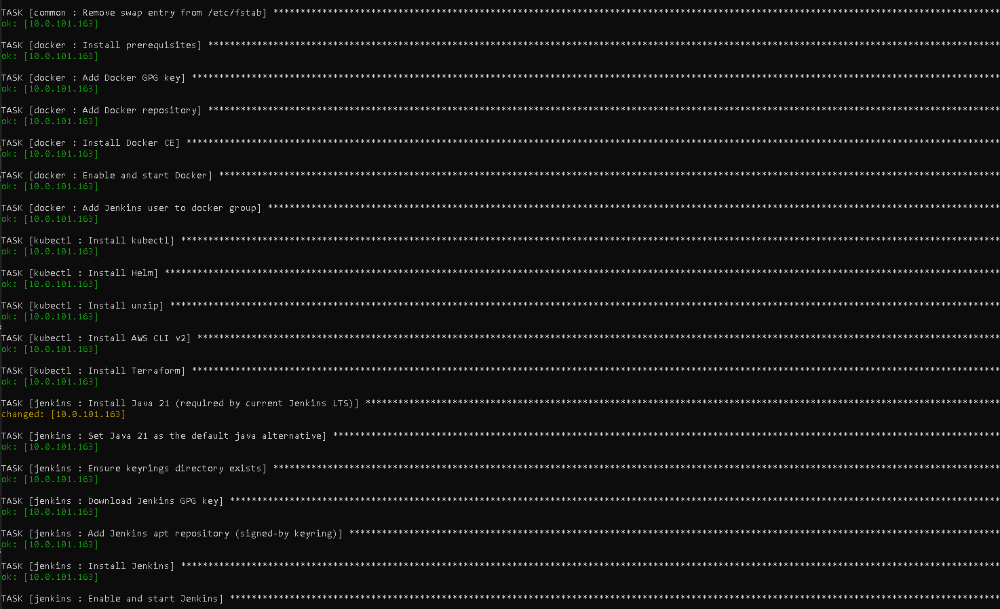 TASK [common : Remove swap entry from /etc/fstab] **************************************************************************************************************************************
ok: [10.0.101.163]
TASK [docker : Install prerequisites] **************************************************************************************************************************************************
ok: [10.0.101.163]
TASK [docker : Add Docker GPG key] *****************************************************************************************************************************************************
ok: [10.0.101.163]
TASK [docker : Add Docker repository] **************************************************************************************************************************************************
ok: [10.0.101.163]
TASK [docker : Install Docker CE] ******************************************************************************************************************************************************
ok: [10.0.101.163]
TASK [docker : Enable and start Docker] ************************************************************************************************************************************************
ok: [10.0.101.163]
TASK [docker : Add Jenkins user to docker group] ***************************************************************************************************************************************
ok: [10.0.101.163]
TASK [kubectl : Install kubectl] *******************************************************************************************************************************************************
ok: [10.0.101.163]
TASK [kubectl : Install Helm] **********************************************************************************************************************************************************
ok: [10.0.101.163]
TASK [kubectl : Install unzip] *********************************************************************************************************************************************************
ok: [10.0.101.163]
TASK [kubectl : Install AWS CLI v2] ****************************************************************************************************************************************************
ok: [10.0.101.163]
TASK [kubectl : Install Terraform] *****************************************************************************************************************************************************
ok: [10.0.101.163]
TASK [jenkins : Install Java 21 (required by current Jenkins LTS)] *********************************************************************************************************************
changed: [10.0.101.163]
TASK [jenkins : Set Java 21 as the default java alternative] ***************************************************************************************************************************
ok: [10.0.101.163]
TASK [jenkins : Ensure keyrings directory exists] **************************************************************************************************************************************
ok: [10.0.101.163]
TASK [jenkins : Download Jenkins GPG key] **********************************************************************************************************************************************
ok: [10.0.101.163]
TASK [jenkins : Add Jenkins apt repository (signed-by keyring)] ************************************************************************************************************************
ok: [10.0.101.163]
TASK [jenkins : Install Jenkins] *******************************************************************************************************************************************************
ok: [10.0.101.163]
TASK [jenkins : Enable and start Jenkins] **********************************************************************************************************************************************